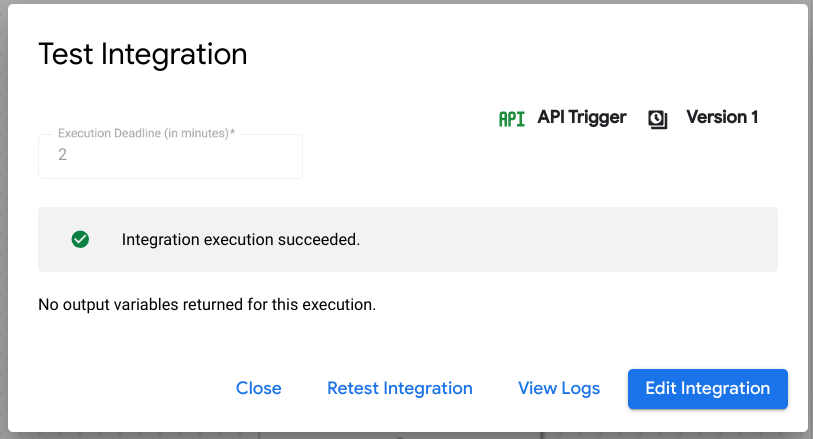 Test Integration
API API Trigger Version 1
Execution Deadline (in minutes)*
2
Integration execution succeeded.
No output variables returned for this execution.
Close Retest Integration View Logs Edit Integration